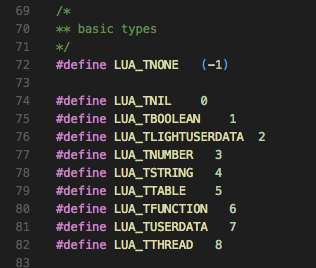 69 /*
70 ** basic types
71 */
72 #define LUA_TNONE (-1)
73
74 #define LUA_TNIL 0
75 #define LUA_TBOOLEAN 1
76 #define LUA_TLIGHTUSERDATA 2
77 #define LUA_TNUMBER 3
78 #define LUA_TSTRING 4
79 #define LUA_TTABLE 5
80 #define LUA_TFUNCTION 6
81 #define LUA_TUSERDATA 7
82 #define LUA_TTHREAD 8
83